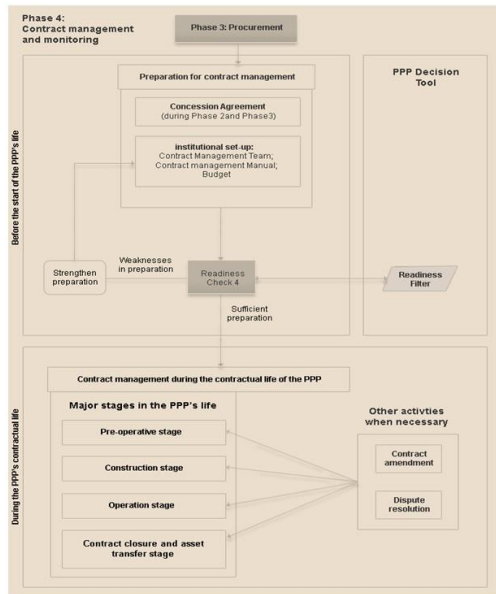 Phase 4:
Contract management
and monitoring
Phase 3: Procurement
Before the start of the PPP's life
Preparation for contract management
Concession Agreement
(during Phase 2and Phase3)
institutional set-up:
Contract Management Team;
Contract management Manual;
Budget
PPP Decision
Tool
Strengthen
preparation
Weaknesses
in preparation
Readiness
Check 4
Readiness
Filter
Sufficient
preparation
During the PPP's contractual life
Contract management during the contractual life of the PPP
Major stages in the PPP's life
Pre-operative stage
Construction stage
Operation stage
Contract closure and asset
transfer stage
Other activties
when necessary
Contract
amendment
Dispute
resolution